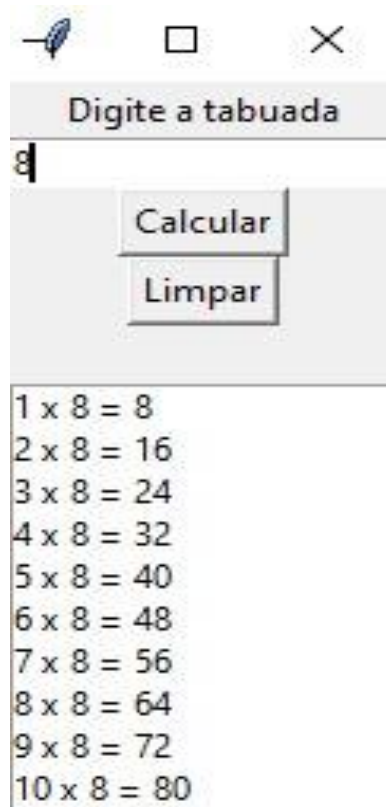 Digite a tabuada
8
Calcular
Limpar
1 x 8 = 8
2 x 8 = 16
3 x 8 = 24
4 x 8 = 32
5 x 8 = 40
6 x 8 = 48
7 x 8 = 56
8 x 8 = 64
9 x 8 = 72
10 x 8 = 80